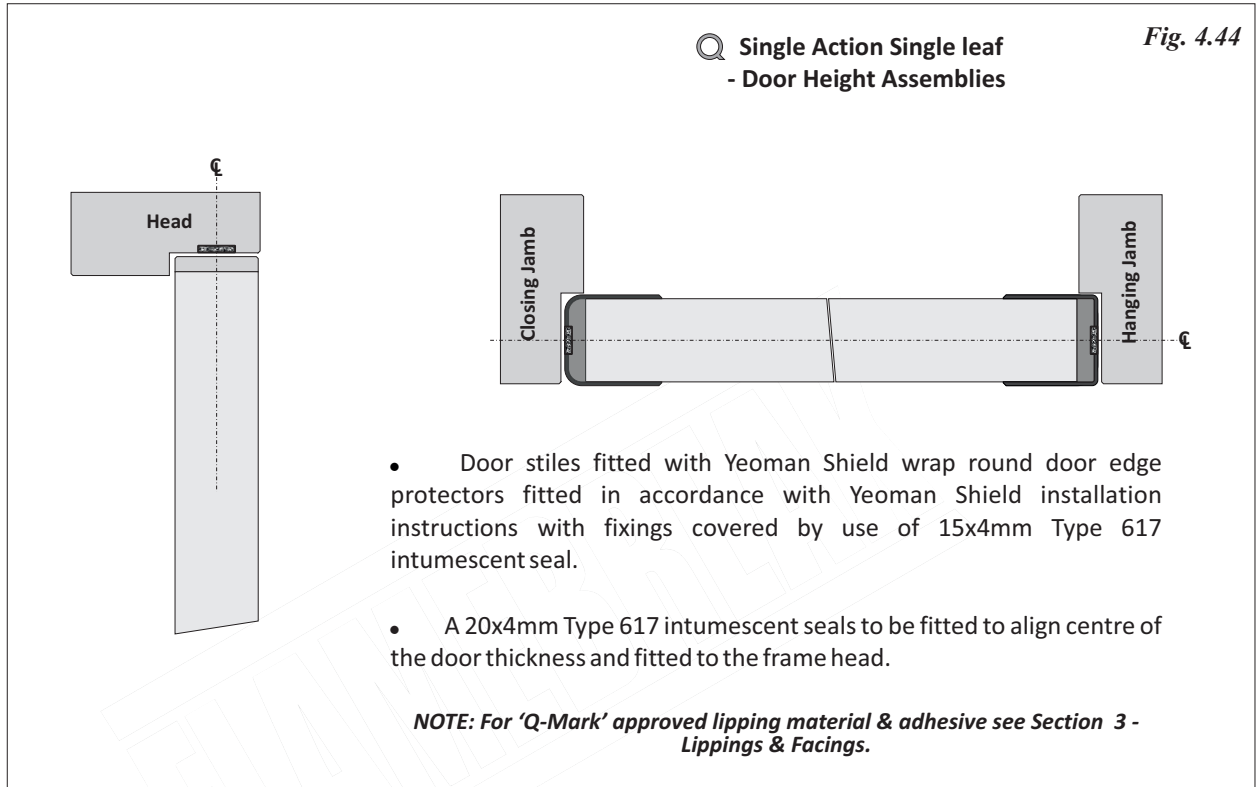 Fig. 4.44
Single Action Single leaf
- Door Height Assemblies
℄
Head
Closing Jamb
Hanging Jamb
℄
• Door stiles fitted with Yeoman Shield wrap round door edge
protectors fitted in accordance with Yeoman Shield installation
instructions with fixings covered by use of 15x4mm Type 617
intumescent seal.
• A 20x4mm Type 617 intumescent seals to be fitted to align centre of
the door thickness and fitted to the frame head.
NOTE: For ‘Q-Mark’ approved lipping material & adhesive see Section 3 -
Lippings & Facings.
FLAMEBREAK